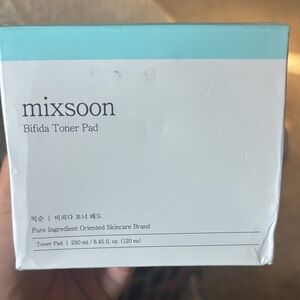 mixsoon
Bifida Toner Pad
믹순 | 비피다 토너 패드
Pure Ingredient Oriented Skincare Brand
Toner Pad | 250 ml / 8.45 fl. oz. (120 ea)